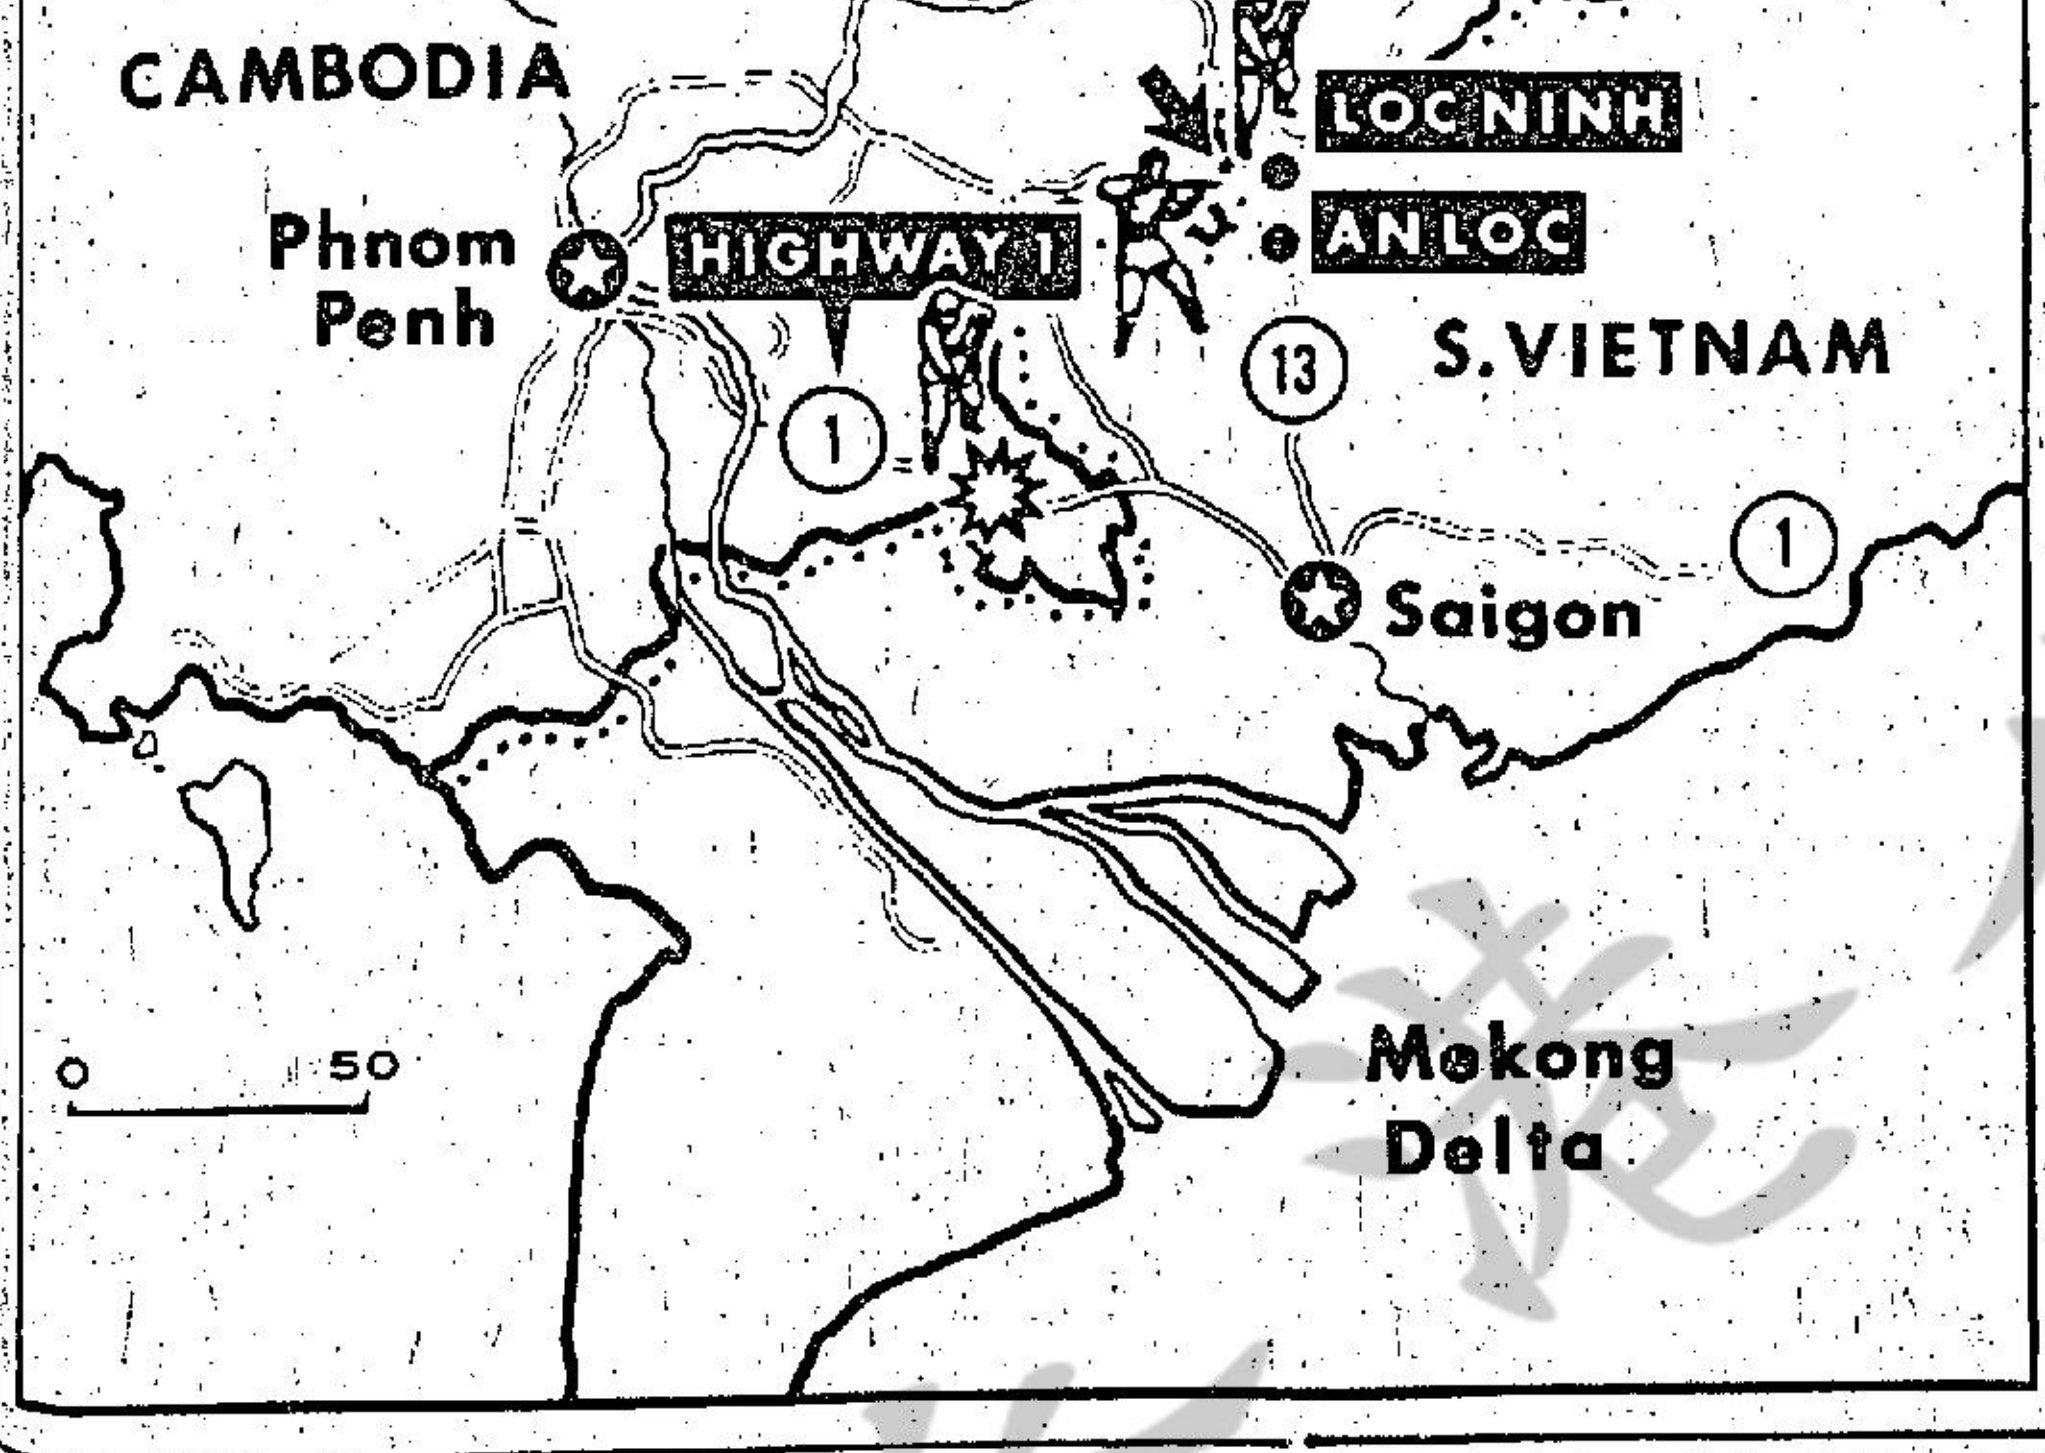 CAMBODIA
LOC NINH
Phnom
Penh
HIGHWAY 1
AN LOC
S.VIETNAM
13
1
1
Saigon
0 50
Mekong
Delta